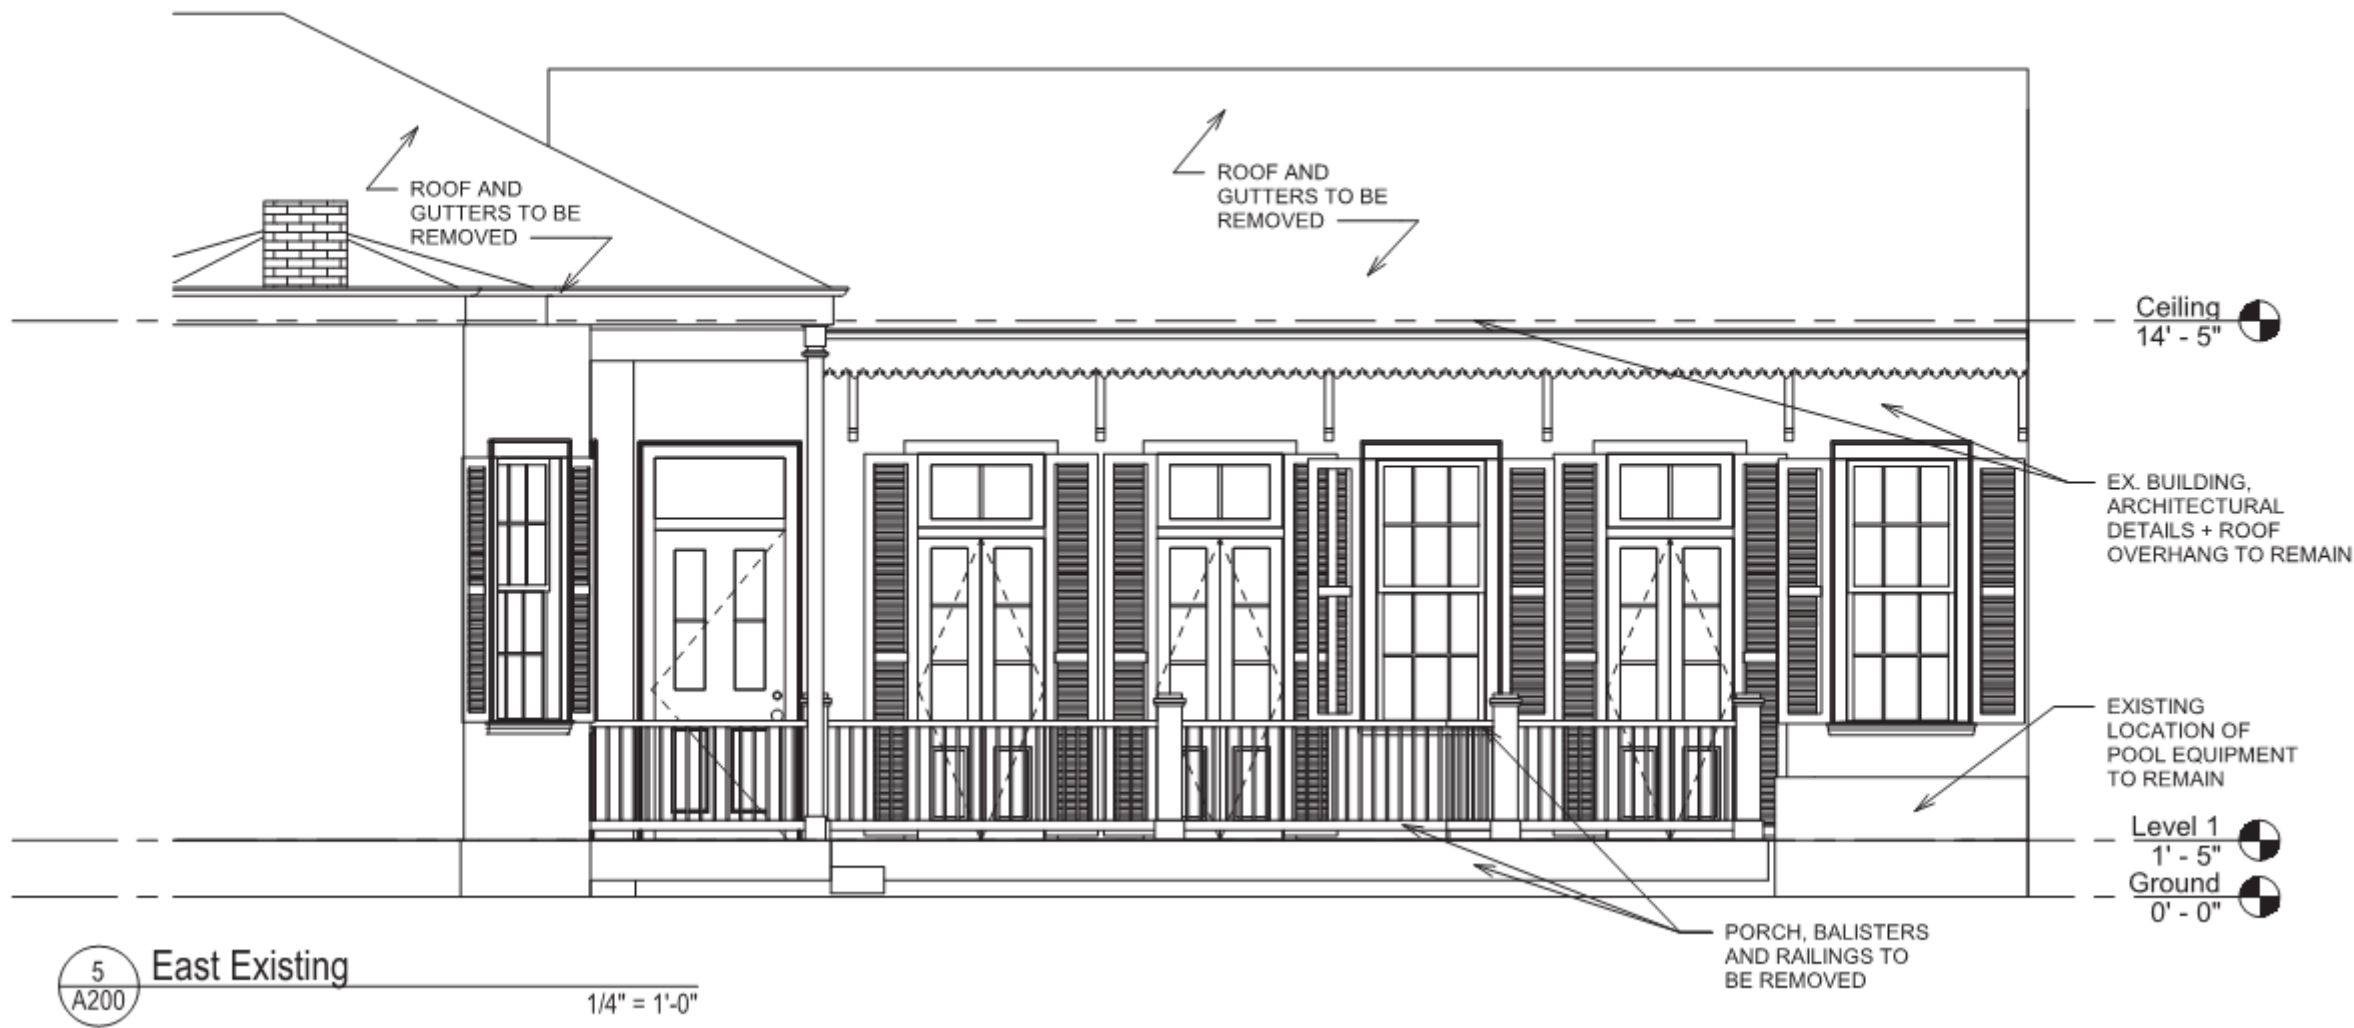 ROOF AND
GUTTERS TO BE
REMOVED
ROOF AND
GUTTERS TO BE
REMOVED
Ceiling
14' - 5"
EX. BUILDING,
ARCHITECTURAL
DETAILS + ROOF
OVERHANG TO REMAIN
EXISTING
LOCATION OF
POOL EQUIPMENT
TO REMAIN
Level 1
1' - 5"
Ground
0' - 0"
PORCH, BALISTERS
AND RAILINGS TO
BE REMOVED
5
A200
East Existing
1/4" = 1'-0"